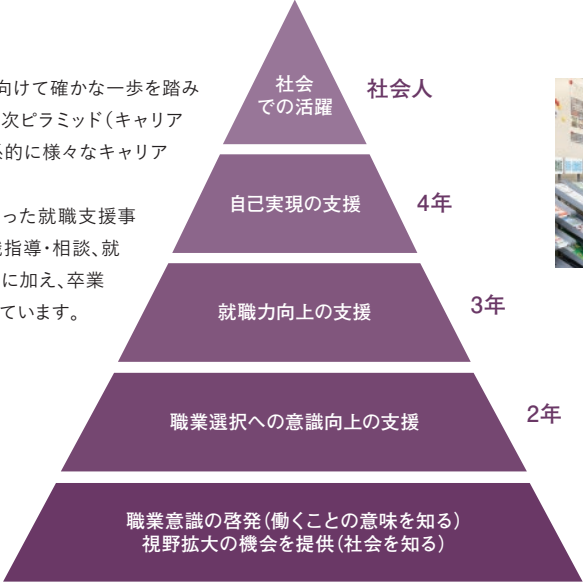 向けて確かな一歩を踏み
次ピラミッド（キャリア
系的に様々なキャリア
った就職支援事
職指導・相談、就
に加え、卒業
ています。
社会
での活躍
社会人
自己実現の支援
4年
就職力向上の支援
3年
職業選択への意識向上の支援
2年
職業意識の啓発（働くことの意味を知る）
視野拡大の機会を提供（社会を知る）